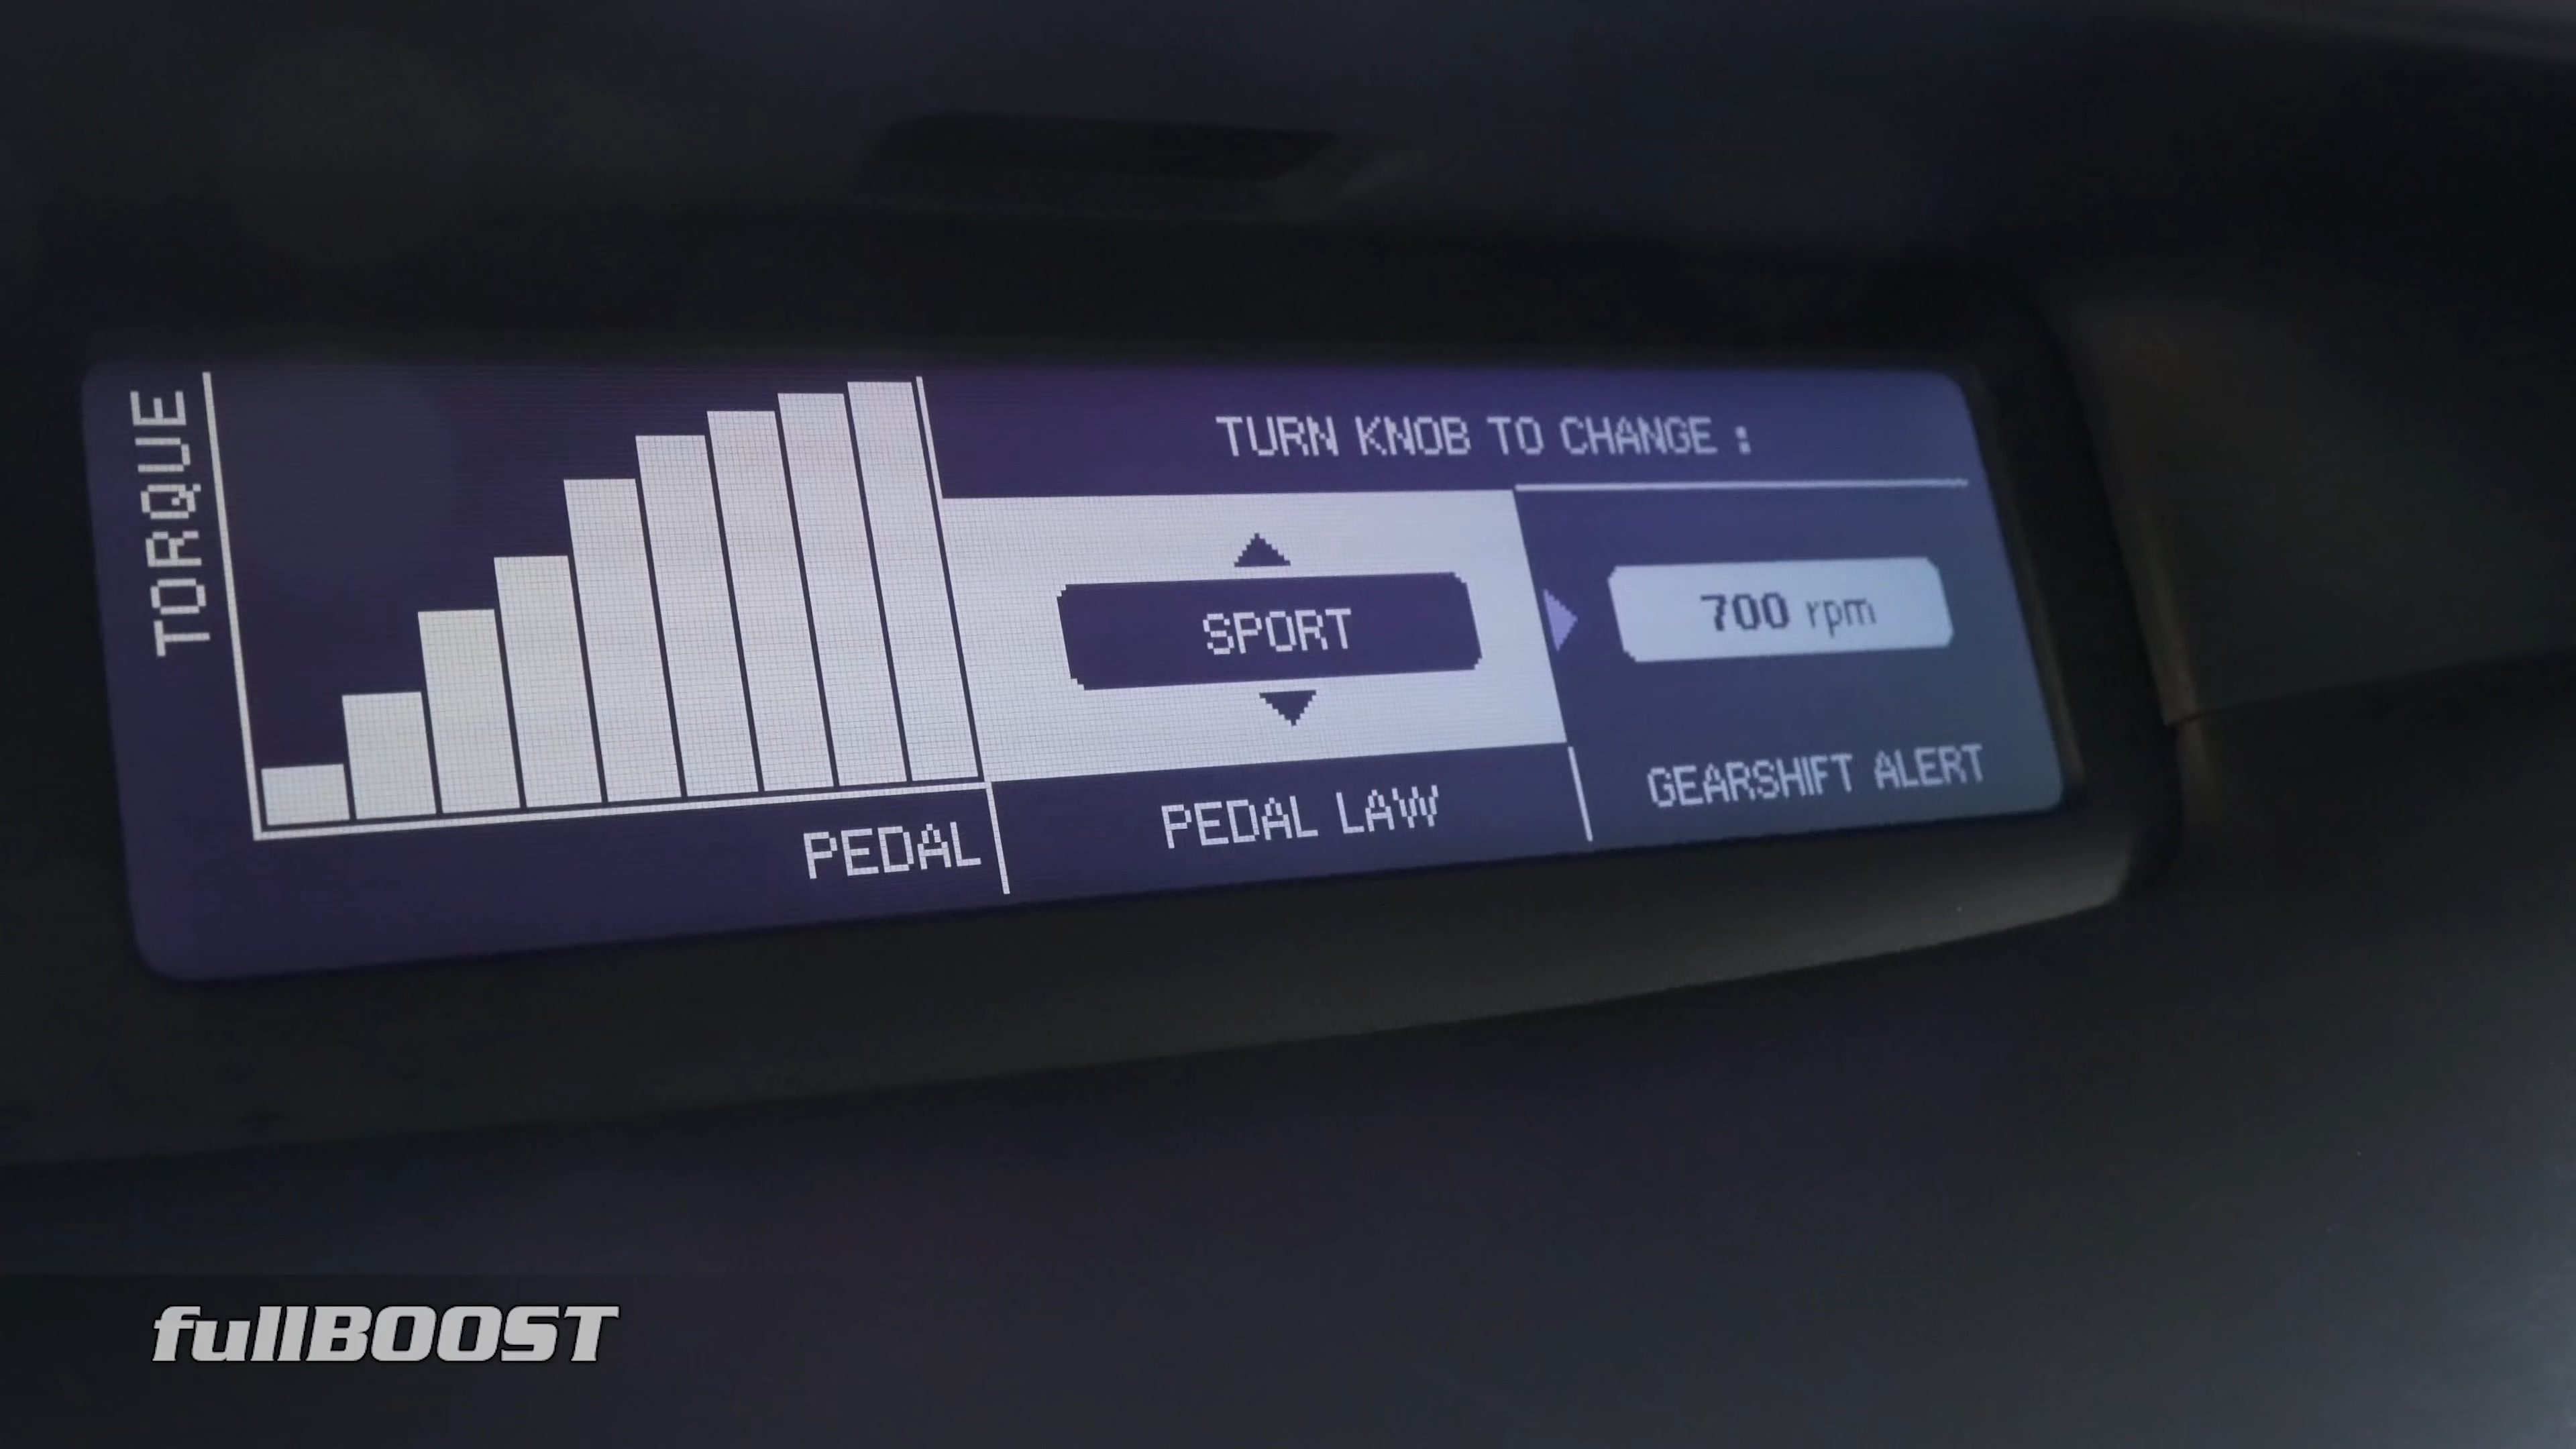 TORQUE
TURN KNOB TO CHANGE :
SPORT
700 rpm
PEDAL
PEDAL LAW
GEARSHIFT ALERT
fullBOOST